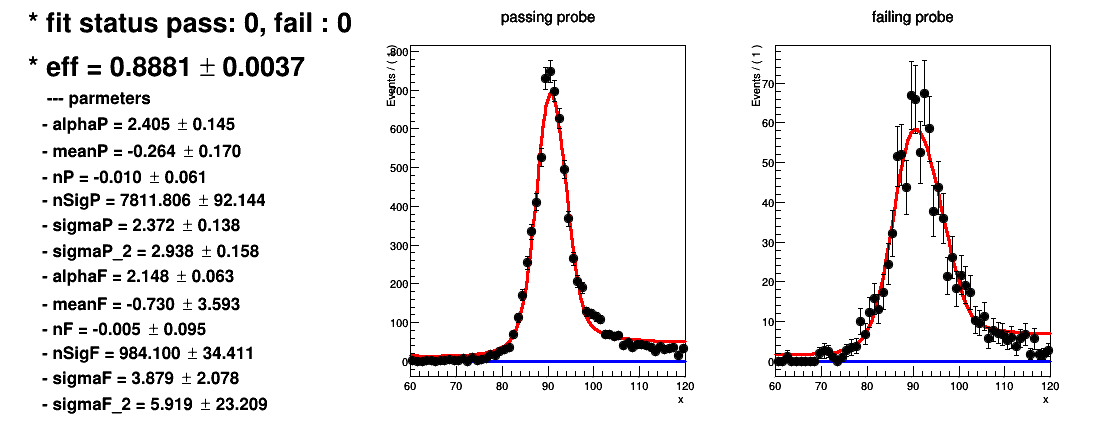 * fit status pass: 0, fail : 0
* eff = 0.8881 ± 0.0037
--- parmeters
- alphaP = 2.405 ± 0.145
- meanP = -0.264 ± 0.170
- nP = -0.010 ± 0.061
- nSigP = 7811.806 ± 92.144
- sigmaP = 2.372 ± 0.138
- sigmaP_2 = 2.938 ± 0.158
- alphaF = 2.148 ± 0.063
- meanF = -0.730 ± 3.593
- nF = -0.005 ± 0.095
- nSigF = 984.100 ± 34.411
- sigmaF = 3.879 ± 2.078
- sigmaF_2 = 5.919 ± 23.209
passing probe
Events / ( 1 )
800
700
600
500
400
300
200
100
0
60 70 80 90 100 110 120
x
failing probe
Events / ( 1 )
70
60
50
40
30
20
10
0
60 70 80 90 100 110 120
x